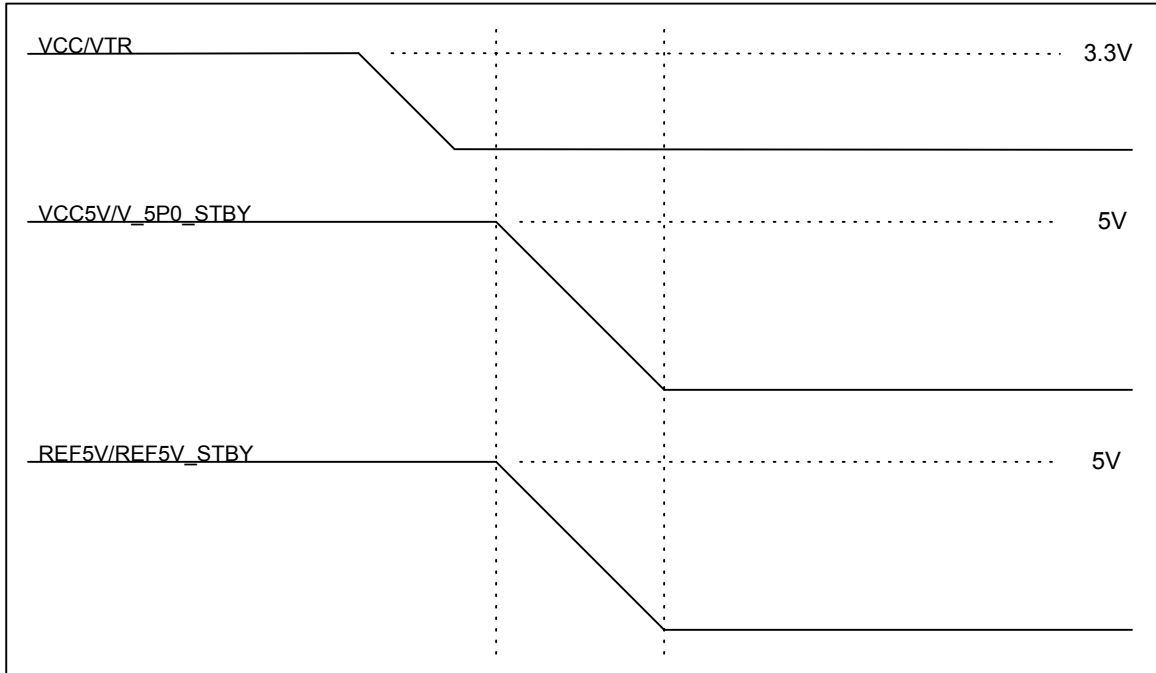 VCC/VTR
3.3V
VCC5V/V_5P0_STBY
5V
REF5V/REF5V_STBY
5V